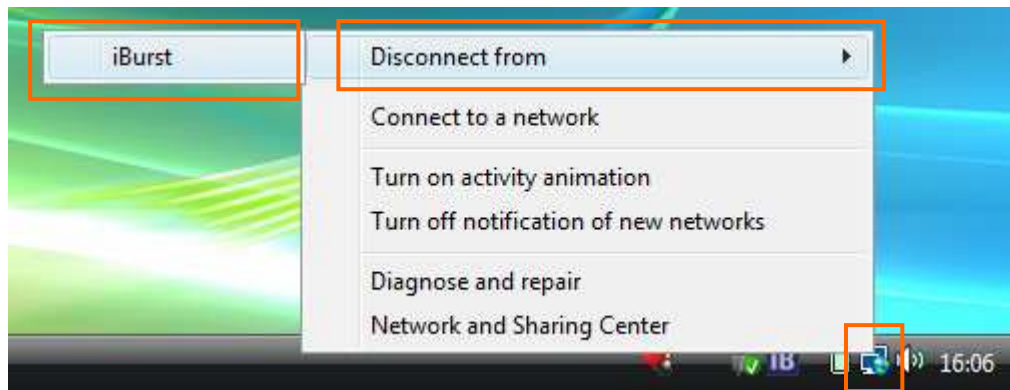 iBurst
Disconnect from
Connect to a network
Turn on activity animation
Turn off notification of new networks
Diagnose and repair
Network and Sharing Center
iB
16:06